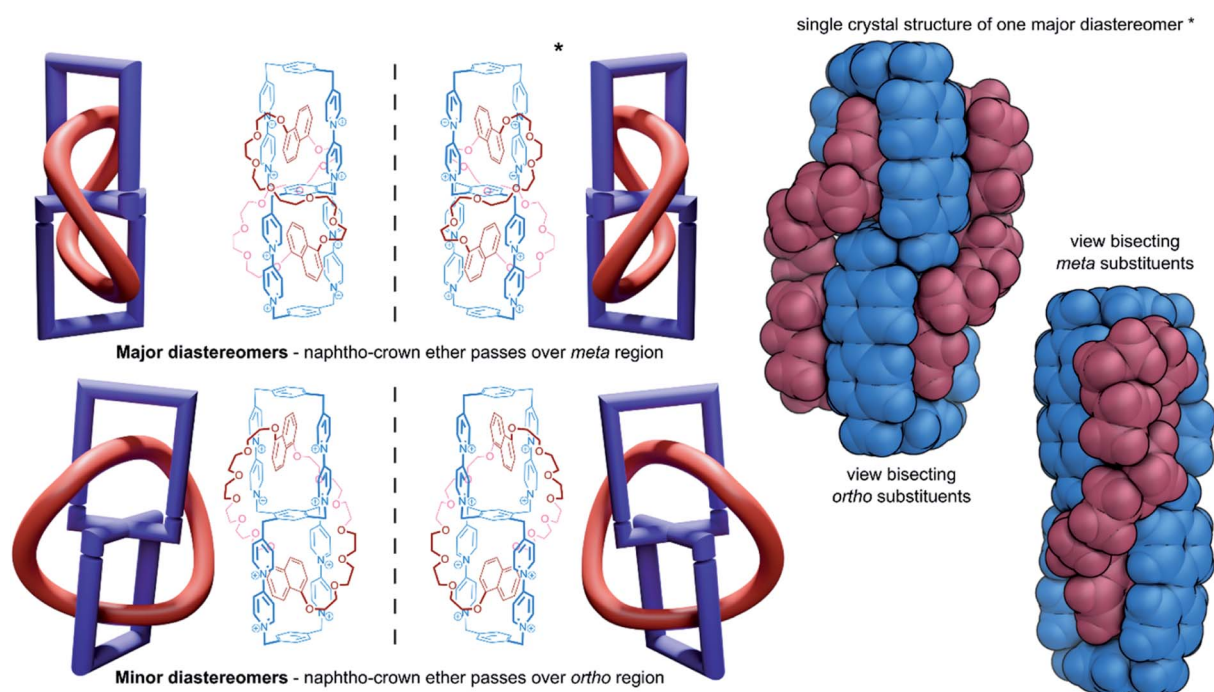 *
single crystal structure of one major diastereomer *
Major diastereomers - naphtho-crown ether passes over meta region
view bisecting
meta substituents
view bisecting
ortho substituents
Minor diastereomers - naphtho-crown ether passes over ortho region